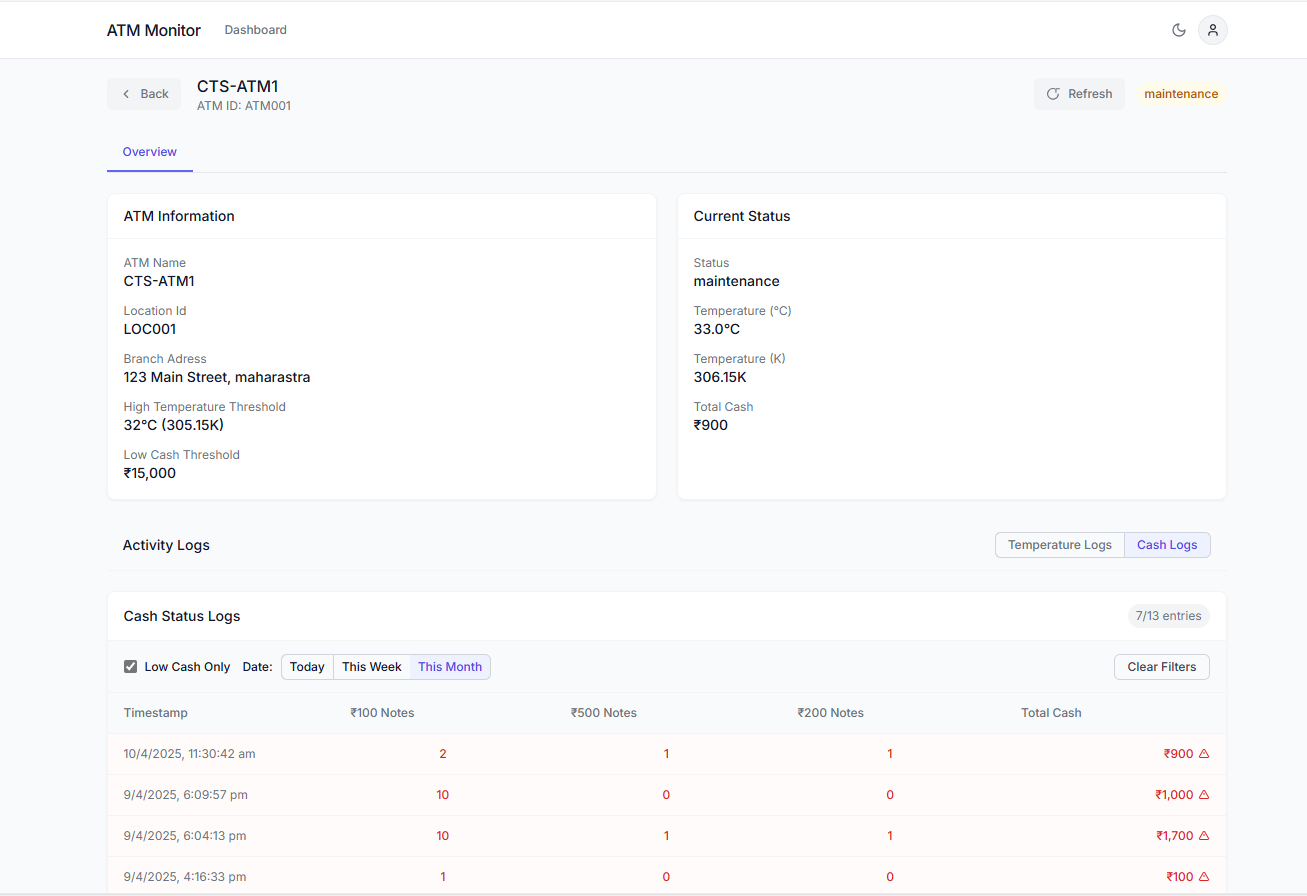 ATM Monitor Dashboard
Back
CTS-ATM1
ATM ID: ATM001
Refresh
maintenance
Overview
ATM Information
ATM Name
CTS-ATM1
Location Id
LOC001
Branch Adress
123 Main Street, maharastra
High Temperature Threshold
32°C (305.15K)
Low Cash Threshold
₹15,000
Current Status
Status
maintenance
Temperature (°C)
33.0°C
Temperature (K)
306.15K
Total Cash
₹900
Activity Logs
Temperature Logs Cash Logs
Cash Status Logs
7/13 entries
Low Cash Only Date: Today This Week This Month Clear Filters
Timestamp ₹100 Notes ₹500 Notes ₹200 Notes Total Cash
10/4/2025, 11:30:42 am 2 1 1 ₹900
9/4/2025, 6:09:57 pm 10 0 0 ₹1,000
9/4/2025, 6:04:13 pm 10 1 1 ₹1,700
9/4/2025, 4:16:33 pm 1 0 0 ₹100